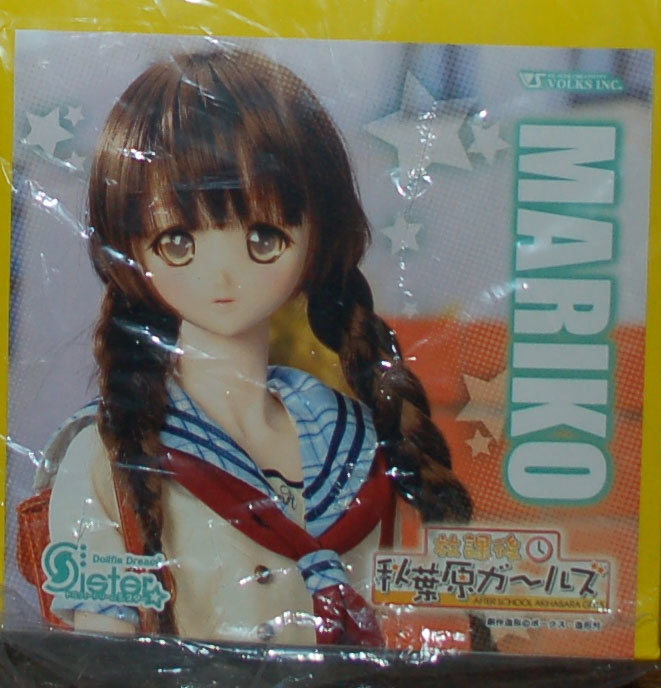 VOLKS INC.
MARIKO
Dollfie Dream
Sister
放課後
秋葉原ガールズ
AFTER SCHOOL AKIHABARA